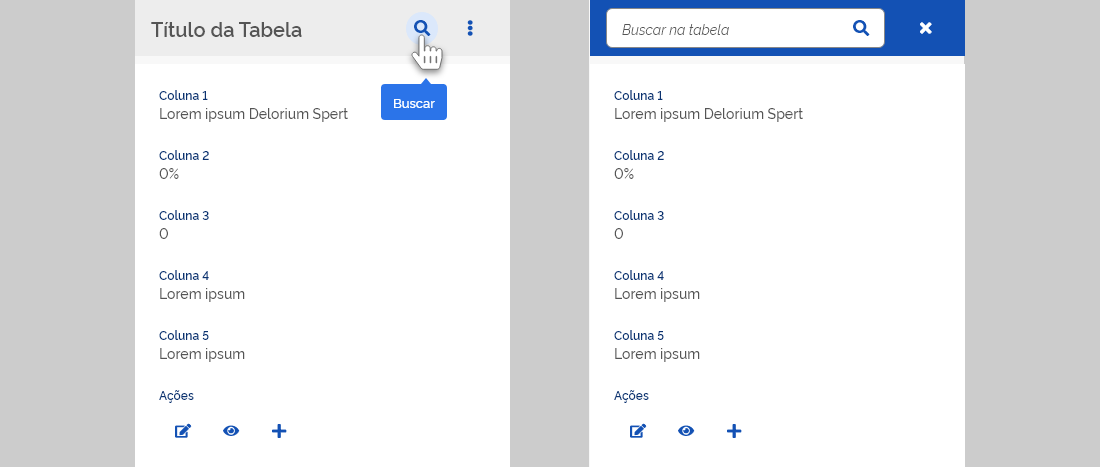 Título da Tabela
Buscar
Coluna 1
Lorem ipsum Delorium Spert
Coluna 2
0%
Coluna 3
0
Coluna 4
Lorem ipsum
Coluna 5
Lorem ipsum
Ações
Buscar na tabela
Coluna 1
Lorem ipsum Delorium Spert
Coluna 2
0%
Coluna 3
0
Coluna 4
Lorem ipsum
Coluna 5
Lorem ipsum
Ações